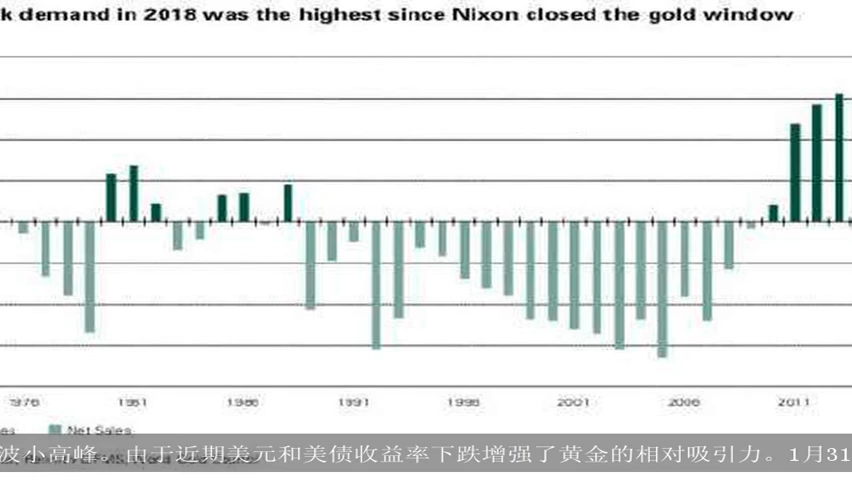 k demand in 2018 was the highest since Nixon closed the gold window
1976 1981 1986 1991 1996 2001 2006 2011
es Net Sales
波小高峰。由于近期美元和美债收益率下跌增强了黄金的相对吸引力。1月31